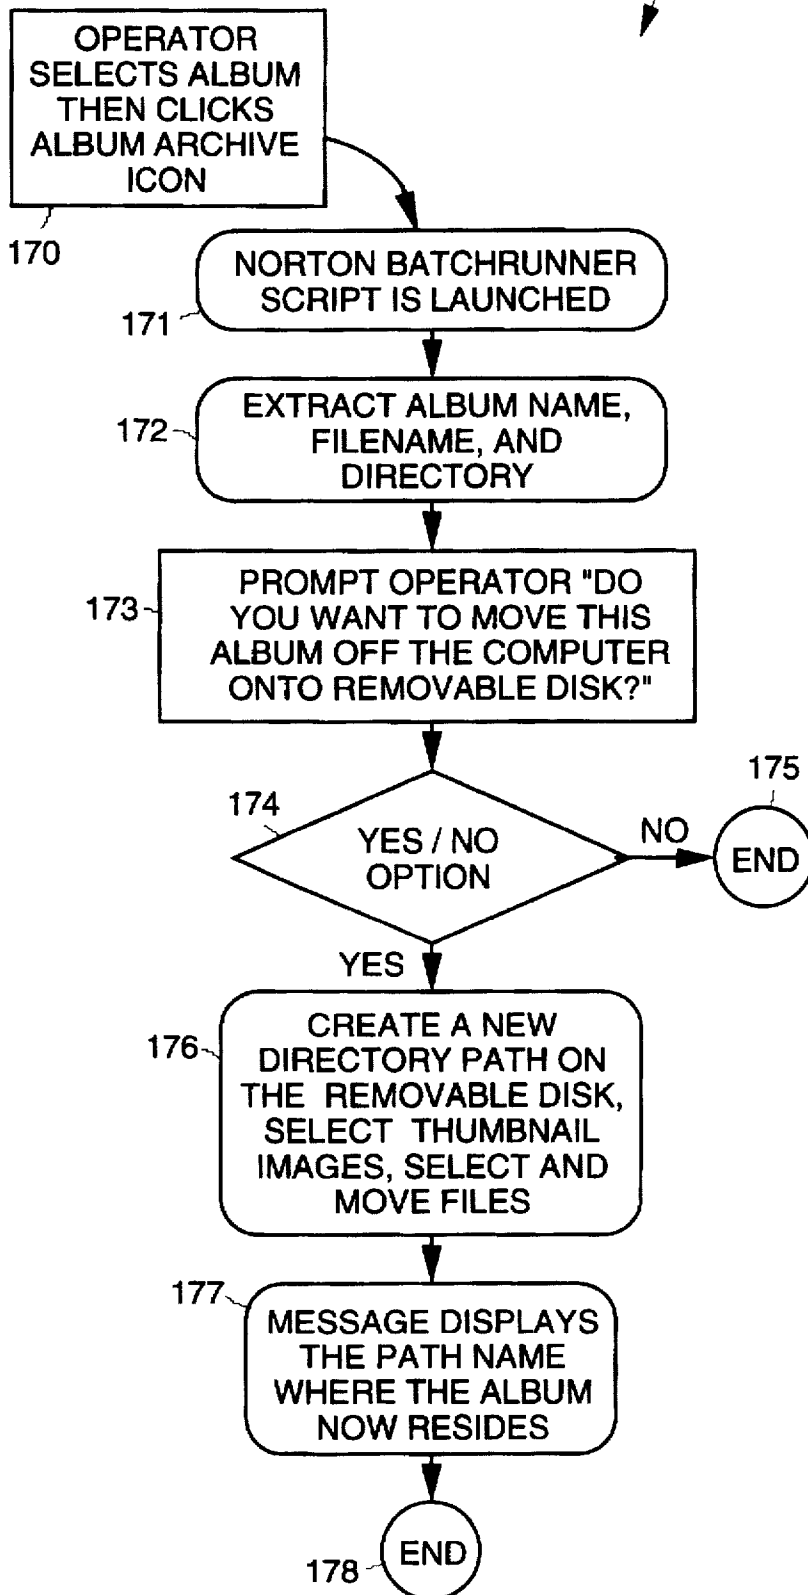 OPERATOR
SELECTS ALBUM
THEN CLICKS
ALBUM ARCHIVE
ICON
170
NORTON BATCHRUNNER
SCRIPT IS LAUNCHED
171
EXTRACT ALBUM NAME,
FILENAME, AND
DIRECTORY
172
PROMPT OPERATOR "DO
YOU WANT TO MOVE THIS
ALBUM OFF THE COMPUTER
ONTO REMOVABLE DISK?"
173
174
YES / NO
OPTION
NO
175
END
YES
176
CREATE A NEW
DIRECTORY PATH ON
THE REMOVABLE DISK,
SELECT THUMBNAIL
IMAGES, SELECT AND
MOVE FILES
177
MESSAGE DISPLAYS
THE PATH NAME
WHERE THE ALBUM
NOW RESIDES
END
178